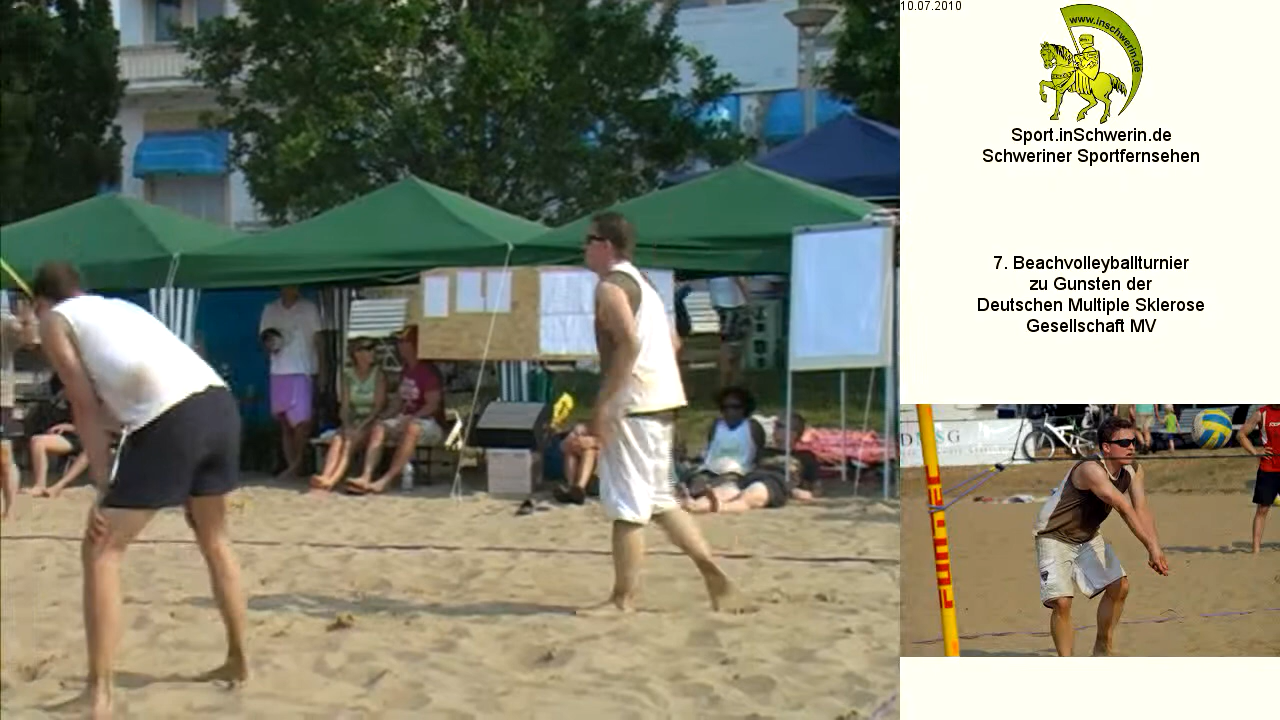 10.07.2010
www.inschwerin.de
Sport.inSchwerin.de
Schweriner Sportfernsehen
7. Beachvolleyballturnier
zu Gunsten der
Deutschen Multiple Sklerose
Gesellschaft MV